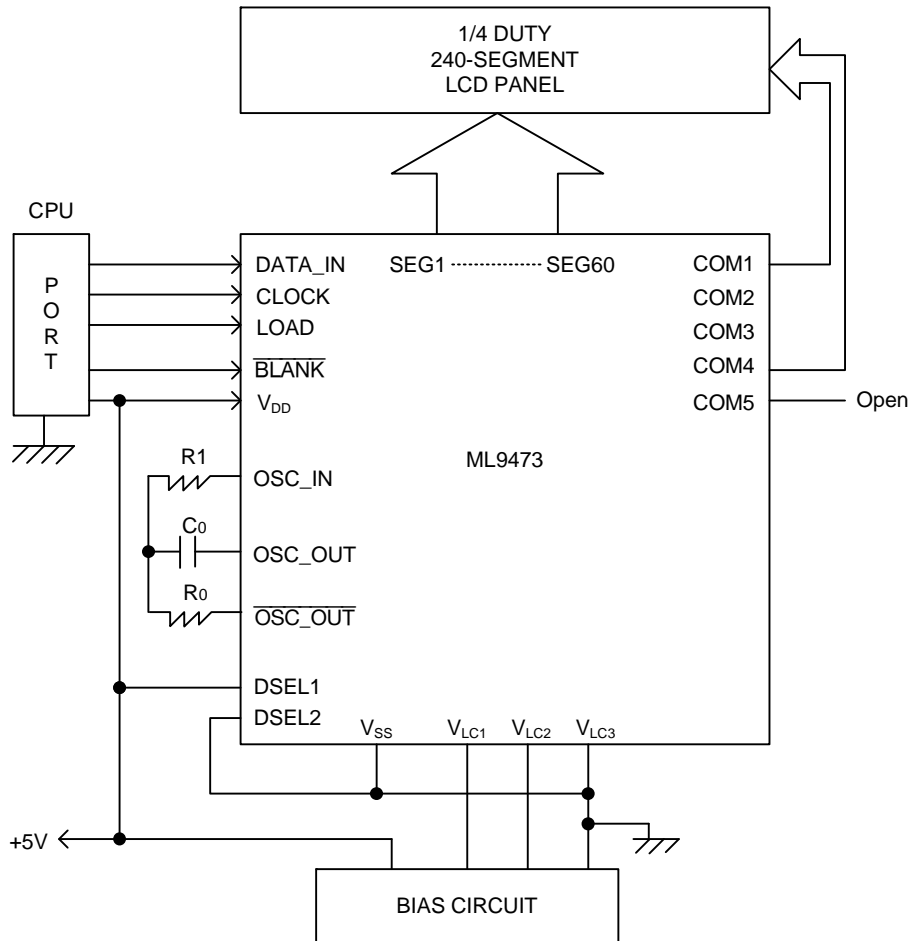 1/4 DUTY
240-SEGMENT
LCD PANEL
CPU
PORT
DATA_IN
CLOCK
LOAD
BLANK
VDD
SEG1 SEG60
COM1
COM2
COM3
COM4
COM5
Open
ML9473
R1
OSC_IN
C0
OSC_OUT
R0
OSC_OUT
DSEL1
DSEL2
VSS VLC1 VLC2 VLC3
+5V
BIAS CIRCUIT